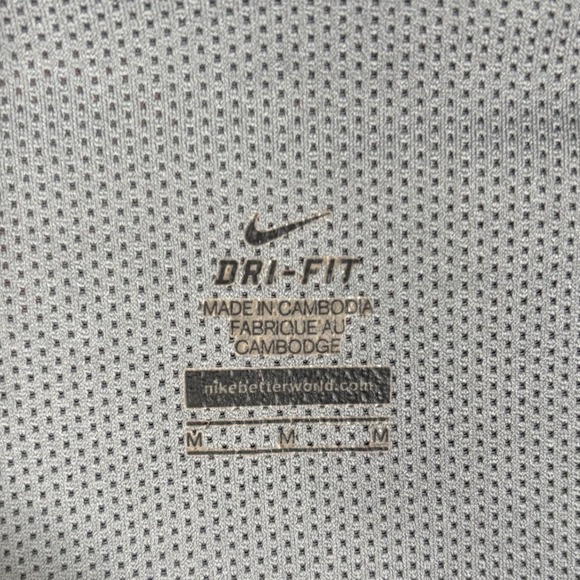 DRI-FIT
MADE IN CAMBODIA
FABRIQUE AU
CAMBODGE
nikebetterworld.com
M M M